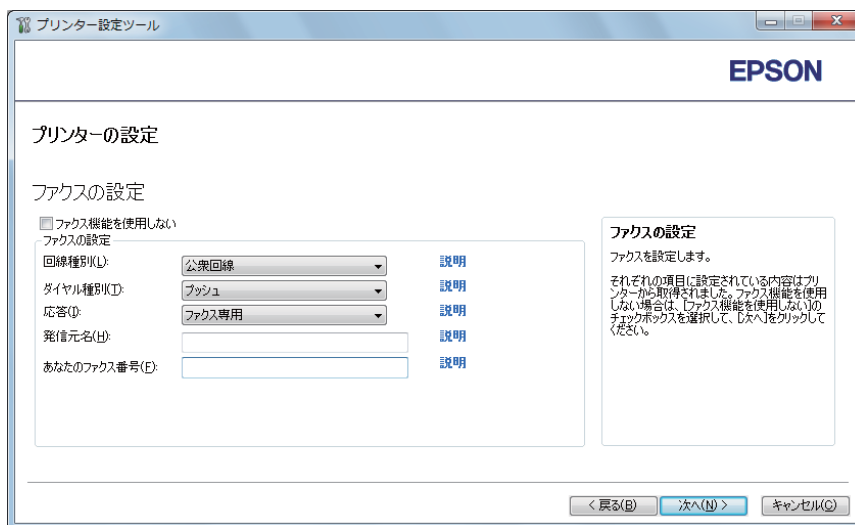 プリンター設定ツール
EPSON
プリンターの設定
ファクスの設定
ファクス機能を使用しない
ファクスの設定
回線種別(L): 公衆回線 説明
ダイヤル種別(T): プッシュ 説明
応答(I): ファクス専用 説明
発信元名(H): 説明
あなたのファクス番号(F): 説明
ファクスの設定
ファクスを設定します。
それぞれの項目に設定されている内容はプリ
ンターから取得されました。ファクス機能を使用
しない場合は、[ファクス機能を使用しない]の
チェックボックスを選択して、[次へ]をクリックして
ください。
< 戻る(B) 次へ(N) > キャンセル(C)